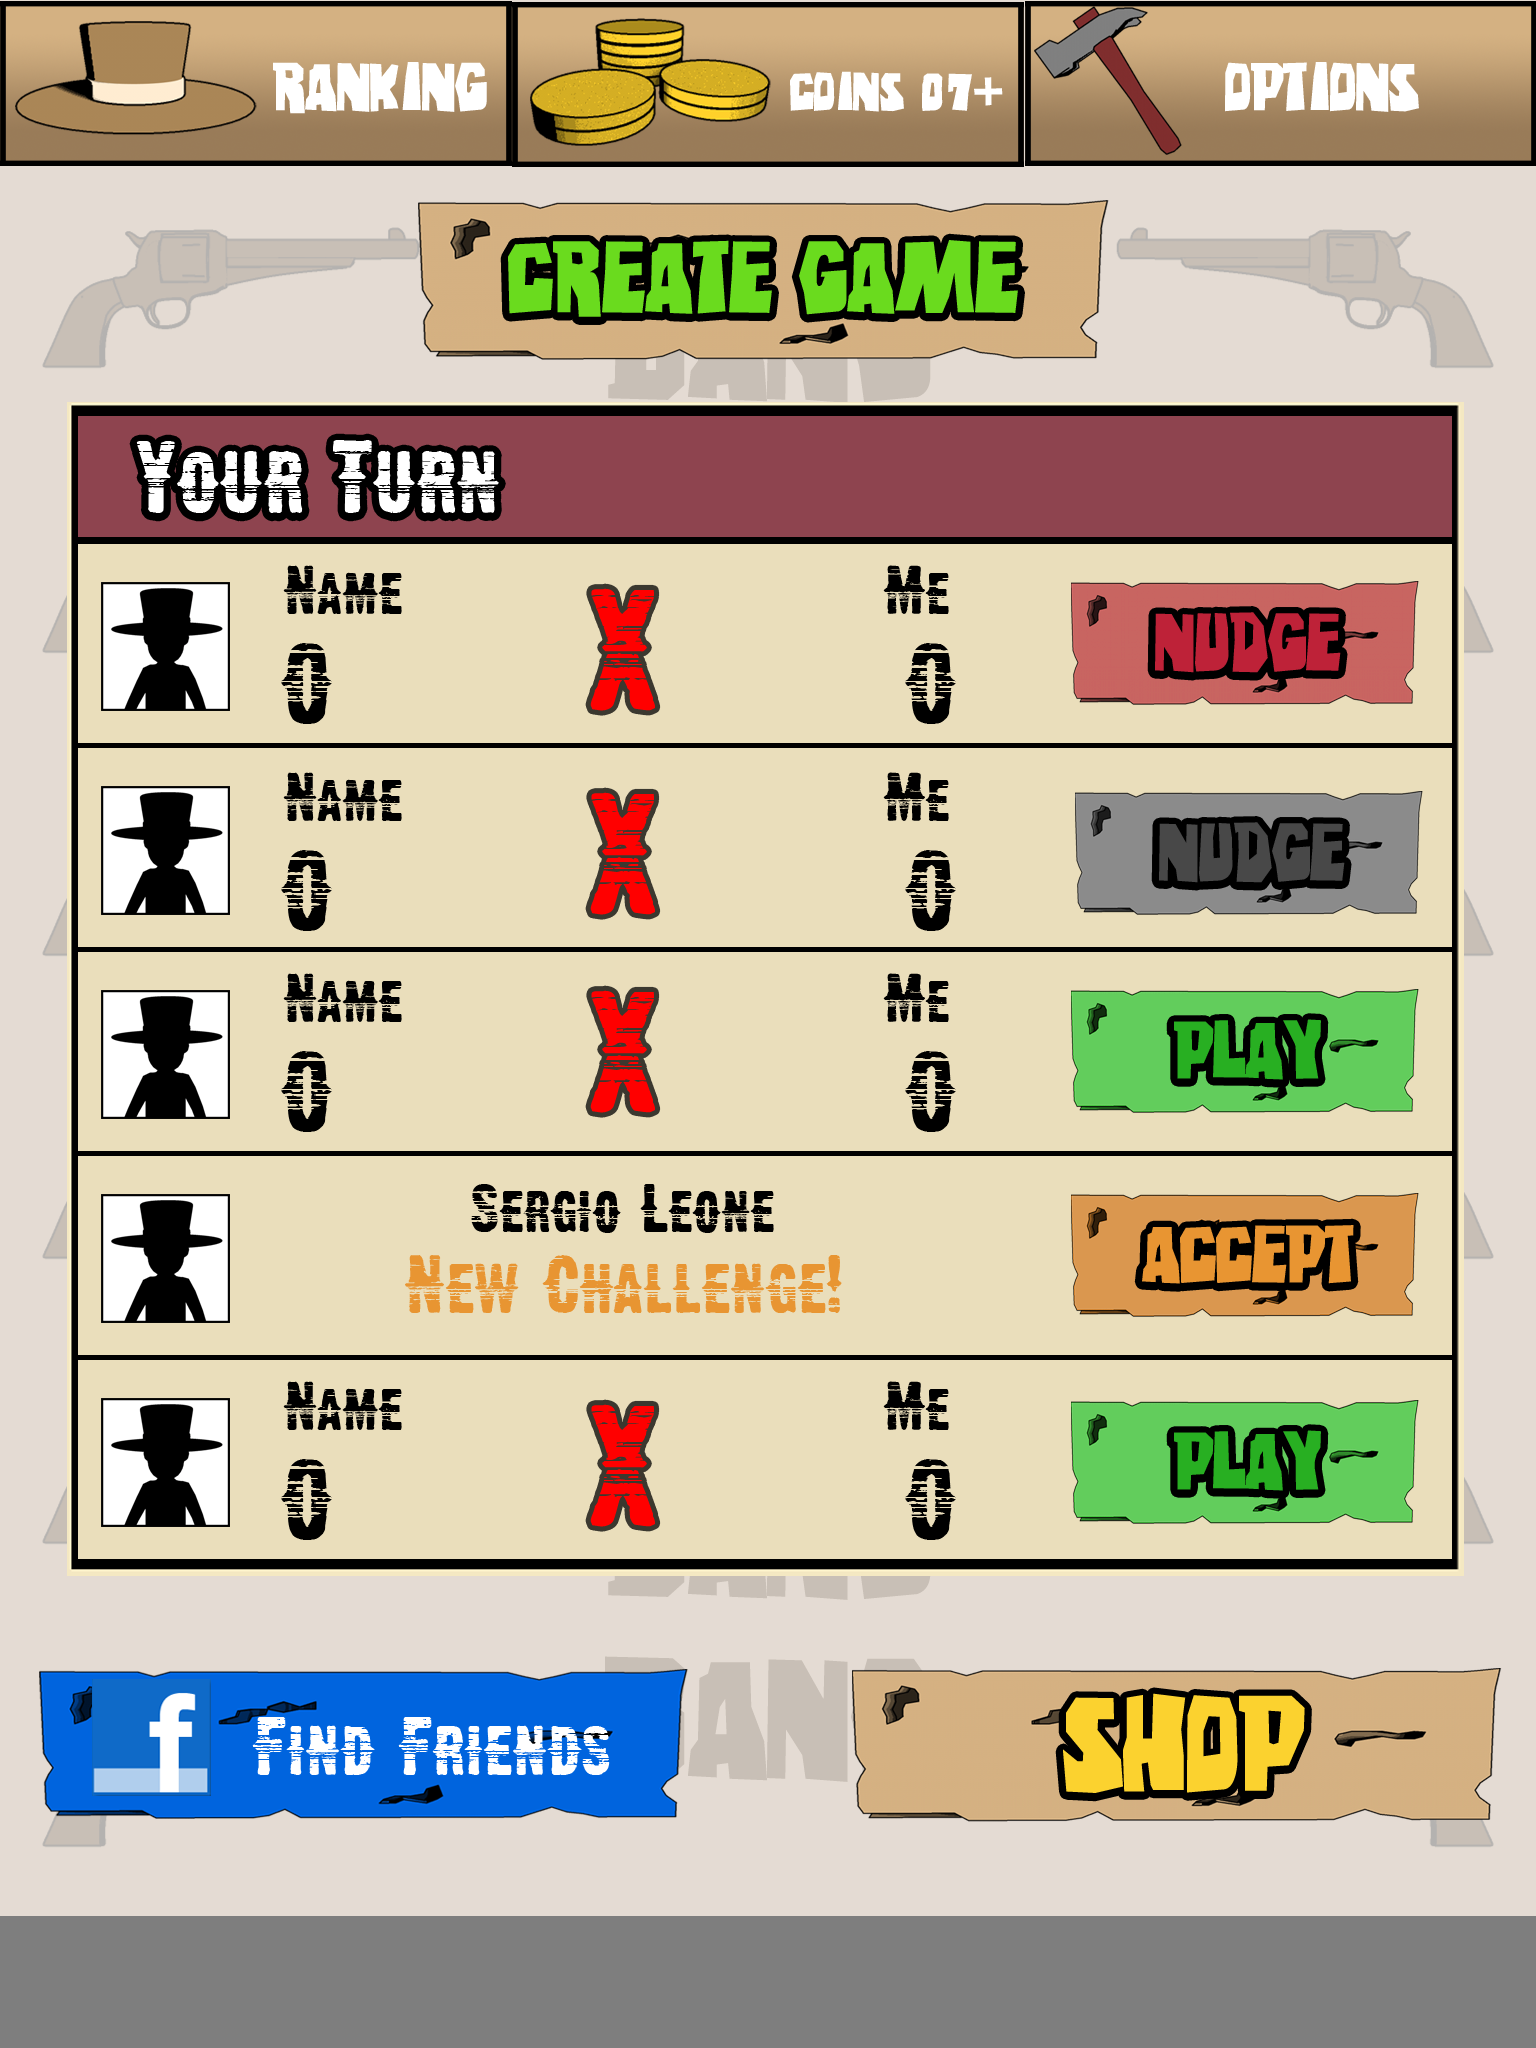 RANKING
COINS 07+
OPTIONS
CREATE GAME
YOUR TURN
NAME
X
ME
0
0
NUDGE
NAME
X
ME
0
0
NUDGE
NAME
X
ME
0
0
PLAY
SERGIO LEONE
NEW CHALLENGE!
ACCEPT
NAME
X
ME
0
0
PLAY
f
FIND FRIENDS
SHOP